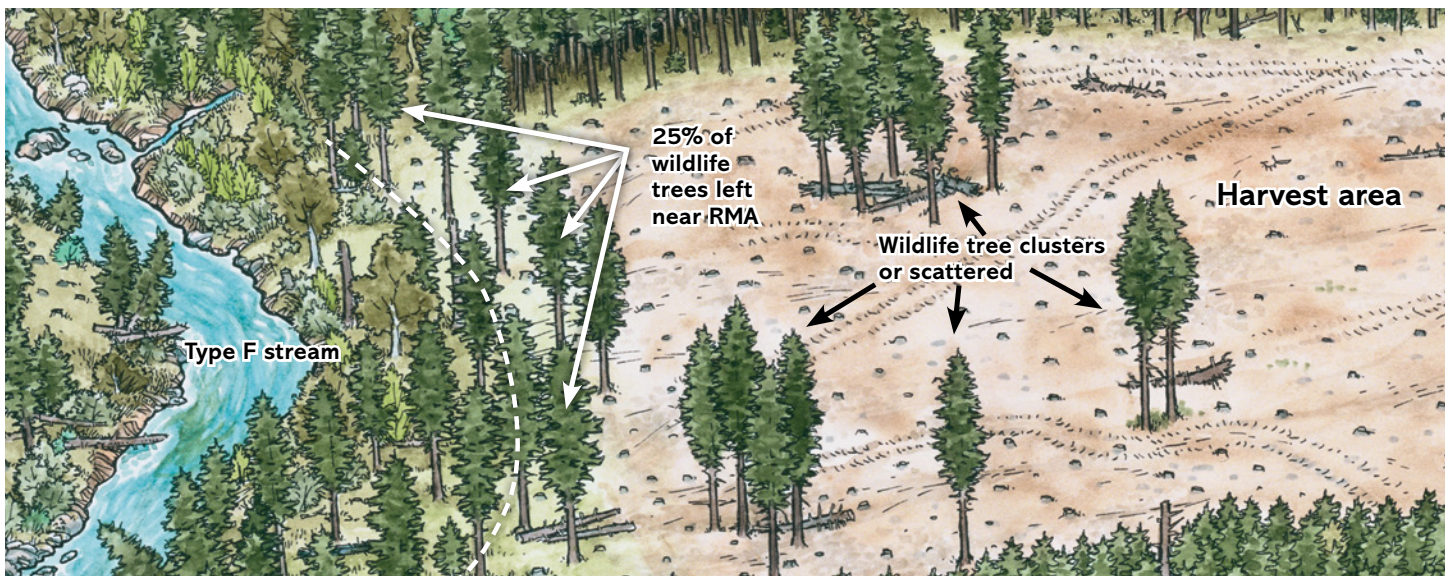 25% of
wildlife
trees left
near RMA
Harvest area
Wildlife tree clusters
or scattered
Type F stream